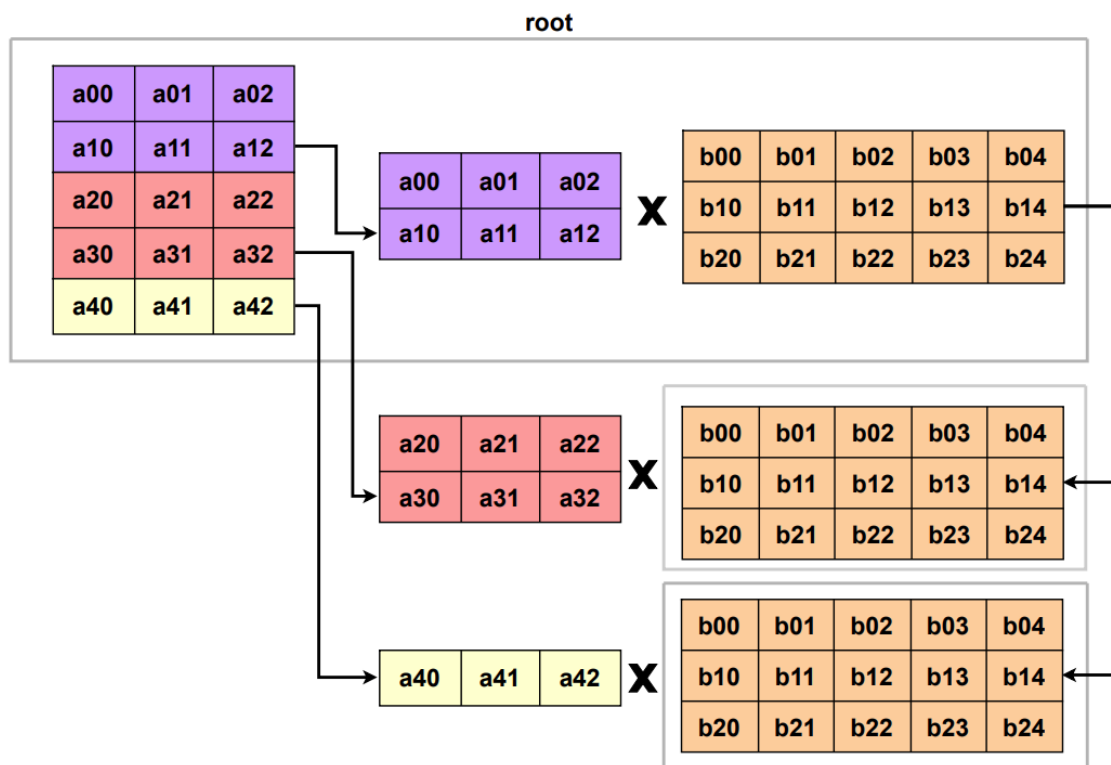 root
a00 a01 a02
a10 a11 a12
a20 a21 a22
a30 a31 a32
a40 a41 a42
a00 a01 a02
a10 a11 a12
X
b00 b01 b02 b03 b04
b10 b11 b12 b13 b14
b20 b21 b22 b23 b24
a20 a21 a22
a30 a31 a32
X
b00 b01 b02 b03 b04
b10 b11 b12 b13 b14
b20 b21 b22 b23 b24
a40 a41 a42
X
b00 b01 b02 b03 b04
b10 b11 b12 b13 b14
b20 b21 b22 b23 b24